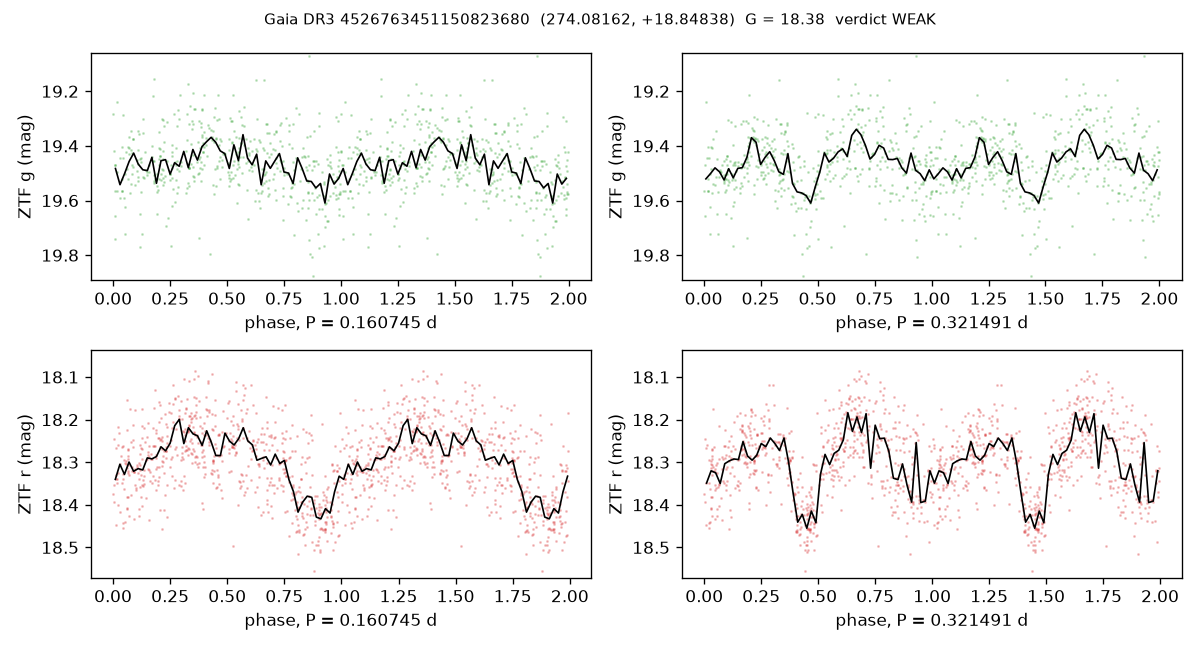 Gaia DR3 4526763451150823680 (274.08162, +18.84838) G = 18.38 verdict WEAK
ZTF g (mag)
19.2
19.4
19.6
19.8
0.00 0.25 0.50 0.75 1.00 1.25 1.50 1.75 2.00
phase, P = 0.160745 d
ZTF g (mag)
19.2
19.4
19.6
19.8
0.00 0.25 0.50 0.75 1.00 1.25 1.50 1.75 2.00
phase, P = 0.321491 d
ZTF r (mag)
18.1
18.2
18.3
18.4
18.5
0.00 0.25 0.50 0.75 1.00 1.25 1.50 1.75 2.00
phase, P = 0.160745 d
ZTF r (mag)
18.1
18.2
18.3
18.4
18.5
0.00 0.25 0.50 0.75 1.00 1.25 1.50 1.75 2.00
phase, P = 0.321491 d